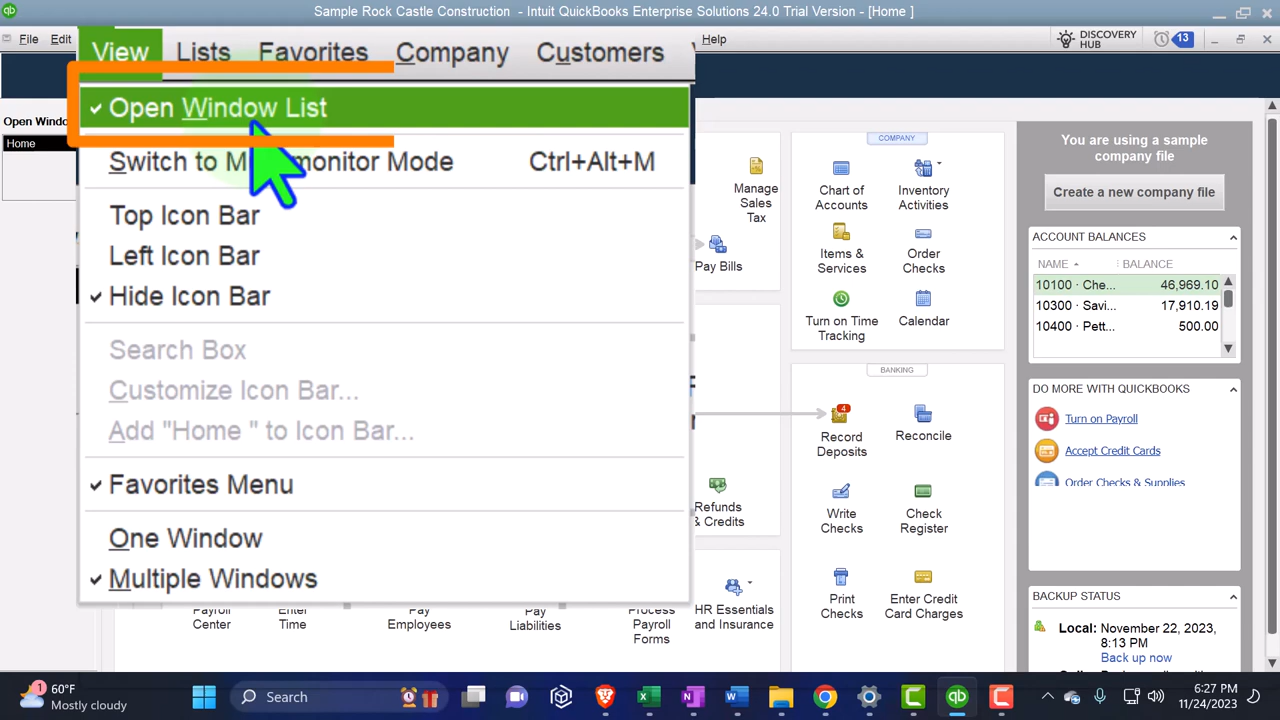 Sample Rock Castle Construction - Intuit QuickBooks Enterprise Solutions 24.0 Trial Version - [Home ]
File Edit View Lists Favorites Company Customers Help
DISCOVERY HUB
13
Open Window List
Switch to M monitor Mode Ctrl+Alt+M
Top Icon Bar
Left Icon Bar
Hide Icon Bar
Search Box
Customize Icon Bar...
Add "Home " to Icon Bar...
Favorites Menu
One Window
Multiple Windows
Open Windo
Home
Manage
Sales
Tax
Pay Bills
Refunds
& Credits
Payroll
Center
Enter
Time
Pay
Employees
Pay
Liabilities
Process
Payroll
Forms
HR Essentials
and Insurance
COMPANY
Chart of
Accounts
Inventory
Activities
Items &
Services
Order
Checks
Turn on Time
Tracking
Calendar
BANKING
4
Record
Deposits
Reconcile
Write
Checks
Check
Register
Print
Checks
Enter Credit
Card Charges
You are using a sample
company file
Create a new company file
ACCOUNT BALANCES
NAME BALANCE
10100 · Che... 46,969.10
10300 · Savi... 17,910.19
10400 · Pett... 500.00
DO MORE WITH QUICKBOOKS
Turn on Payroll
Accept Credit Cards
Order Checks & Supplies
BACKUP STATUS
Local: November 22, 2023,
8:13 PM
Back up now
1
60°F
Mostly cloudy
Search
6:27 PM
11/24/2023